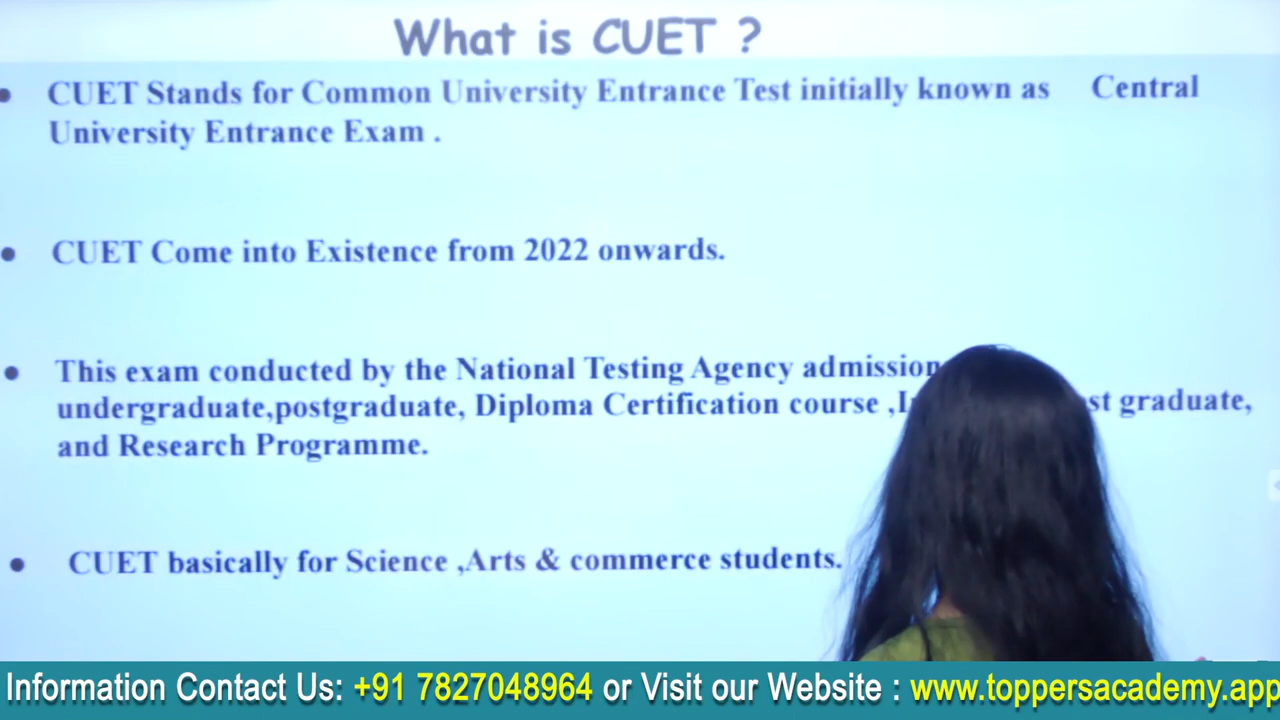 What is CUET ?
• CUET Stands for Common University Entrance Test initially known as Central
University Entrance Exam .
• CUET Come into Existence from 2022 onwards.
• This exam conducted by the National Testing Agency admission
undergraduate,postgraduate, Diploma Certification course , graduate,
and Research Programme.
• CUET basically for Science ,Arts & commerce students.
Information Contact Us: +91 7827048964 or Visit our Website : www.toppersacademy.app